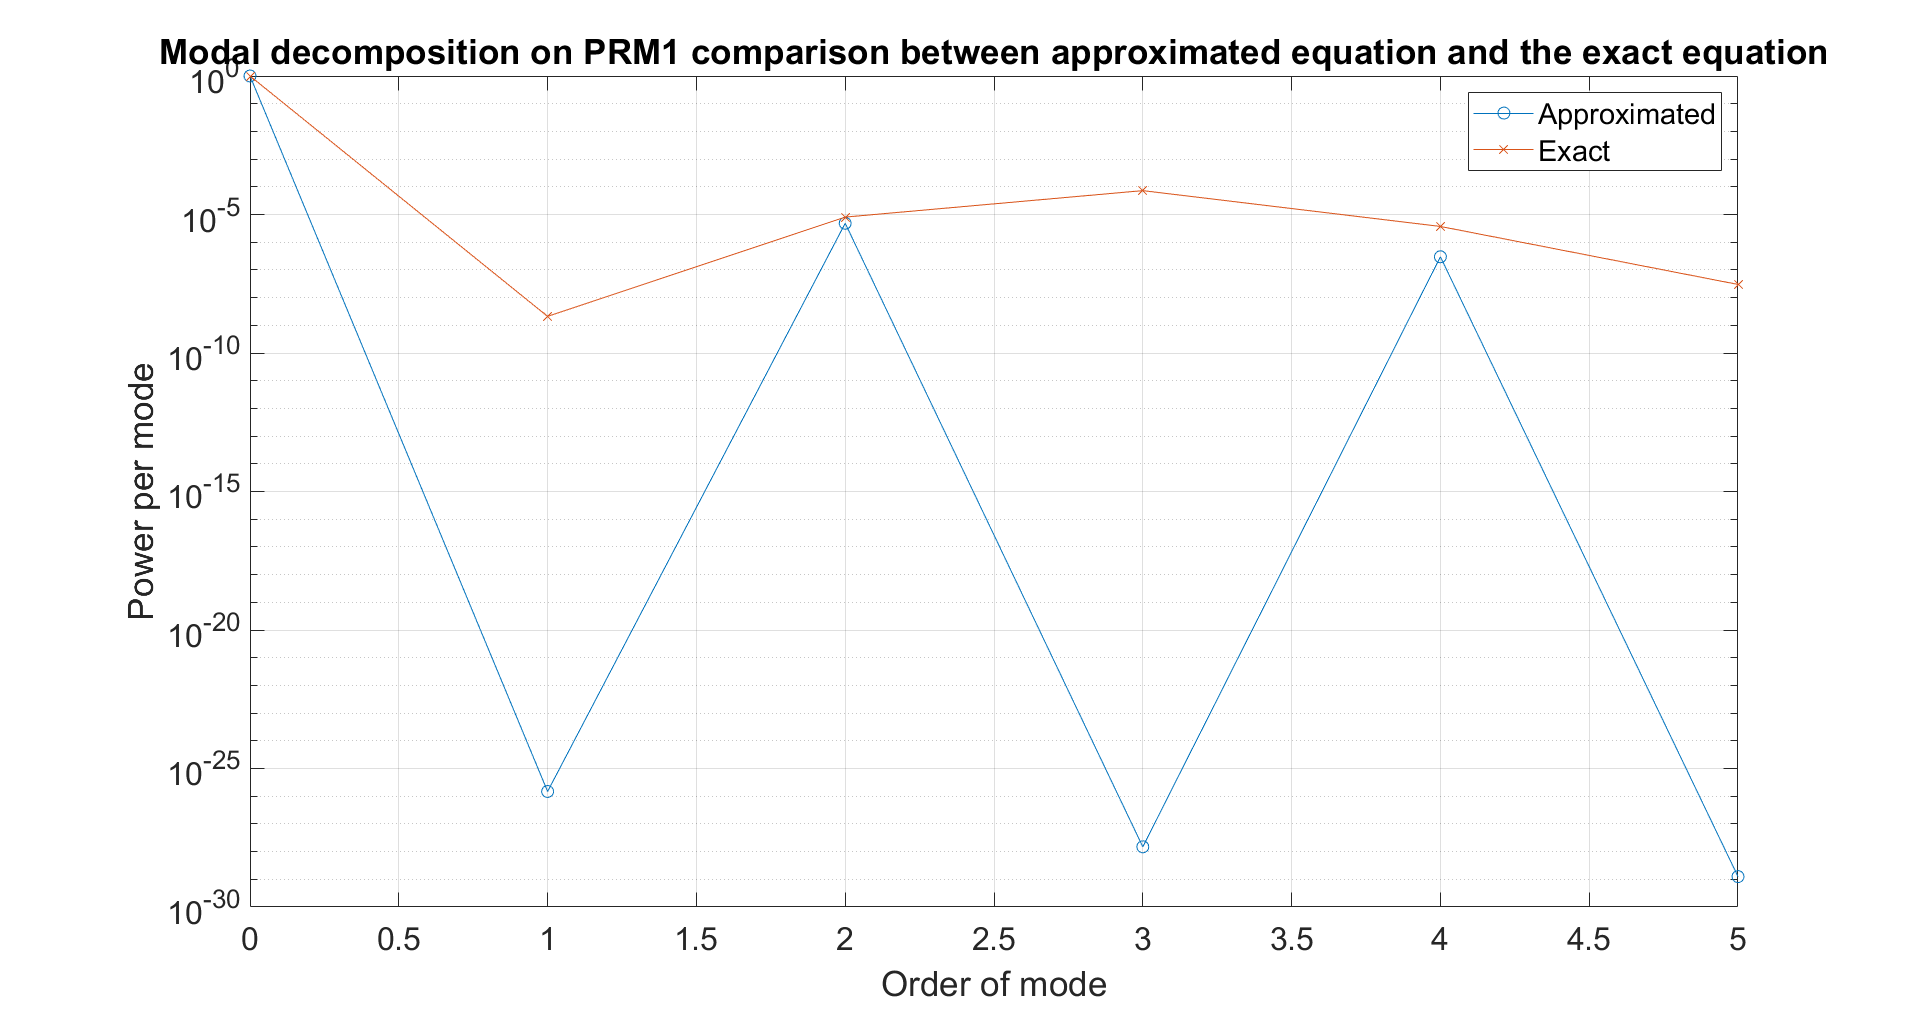 Modal decomposition on PRM1 comparison between approximated equation and the exact equation
Approximated
Exact
Power per mode
10^0
10^-5
10^-10
10^-15
10^-20
10^-25
10^-30
0 0.5 1 1.5 2 2.5 3 3.5 4 4.5 5
Order of mode